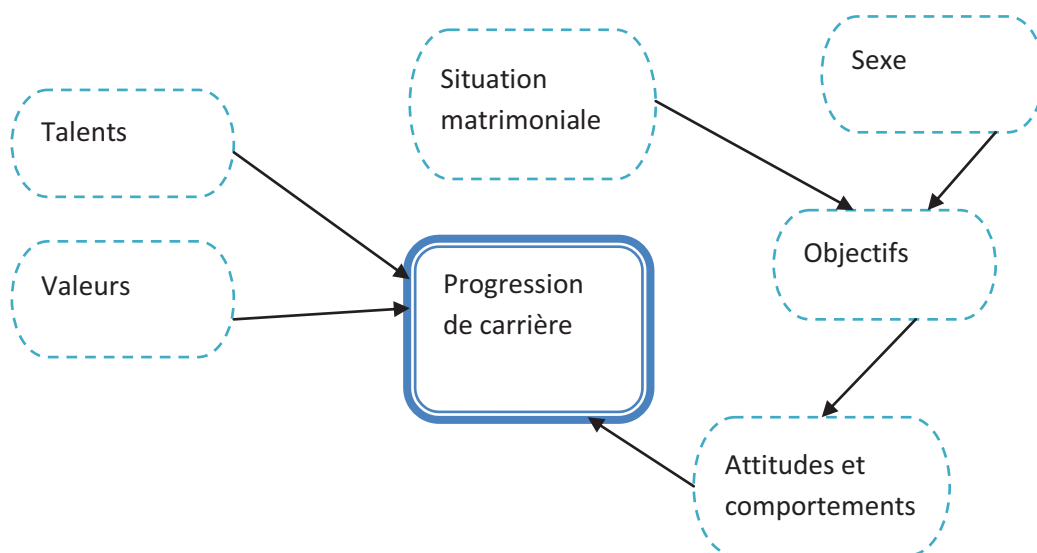 Sexe
Situation
matrimoniale
Talents
Objectifs
Valeurs
Progression
de carrière
Attitudes et
comportements